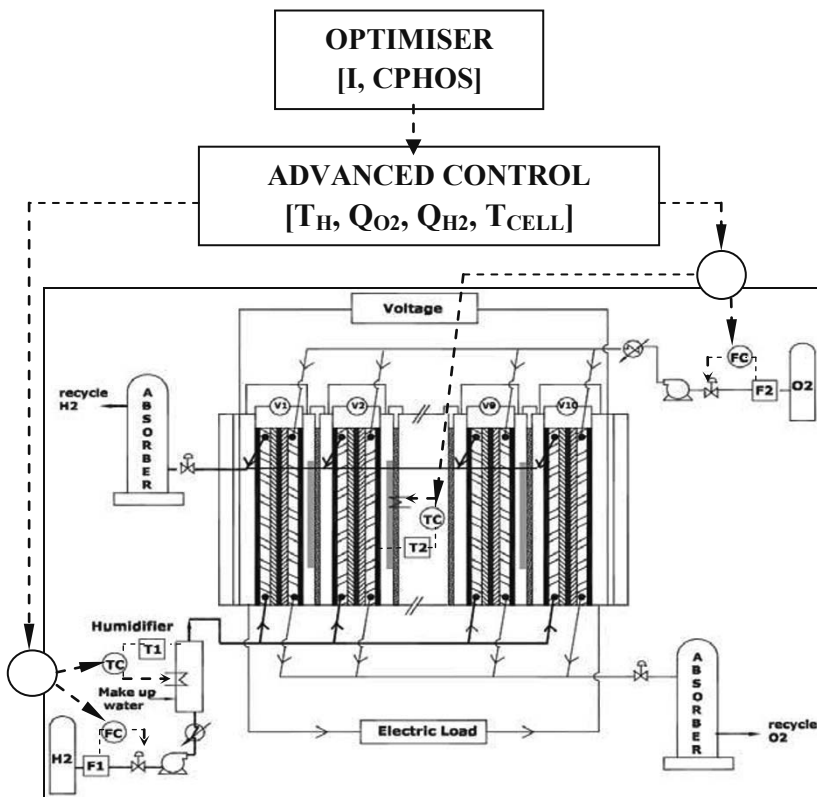 OPTIMISER
[I, CPHOS]
ADVANCED CONTROL
[TH, QO2, QH2, TCELL]
Voltage
FC
F2
O2
recycle
H2
ABSORBER
V1
V2
V9
V10
TC
T2
Humidifier
T1
TC
Make up
water
FC
H2
F1
Electric Load
ABSORBER
recycle
O2